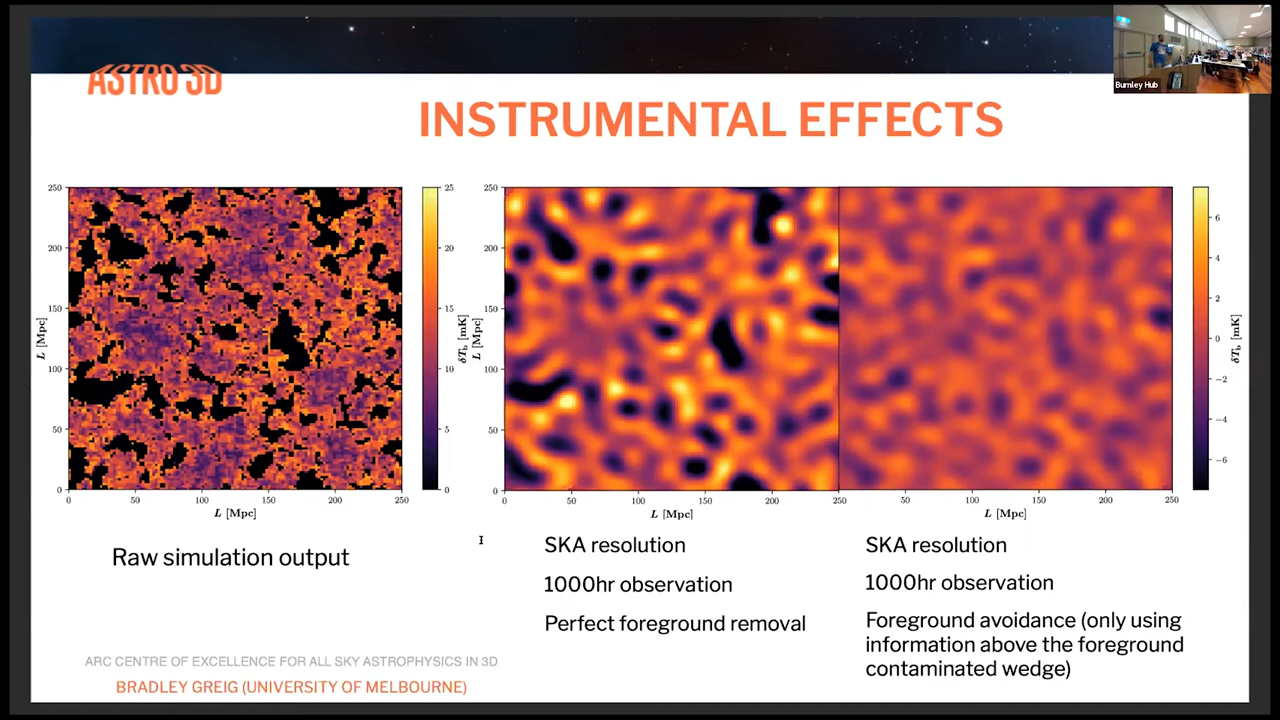 ASTRO 3D
Burnley Hub
INSTRUMENTAL EFFECTS
250
200
150
100
50
0
L [Mpc]
0 50 100 150 200 250
L [Mpc]
25
20
15
10
5
0
δTb [mK]
250
200
150
100
50
0
L [Mpc]
0 50 100 150 200 250
L [Mpc]
50 100 150 200 250
L [Mpc]
6
4
2
0
−2
−4
−6
δTb [mK]
Raw simulation output
SKA resolution
1000hr observation
Perfect foreground removal
SKA resolution
1000hr observation
Foreground avoidance (only using
information above the foreground
contaminated wedge)
ARC CENTRE OF EXCELLENCE FOR ALL SKY ASTROPHYSICS IN 3D
BRADLEY GREIG (UNIVERSITY OF MELBOURNE)